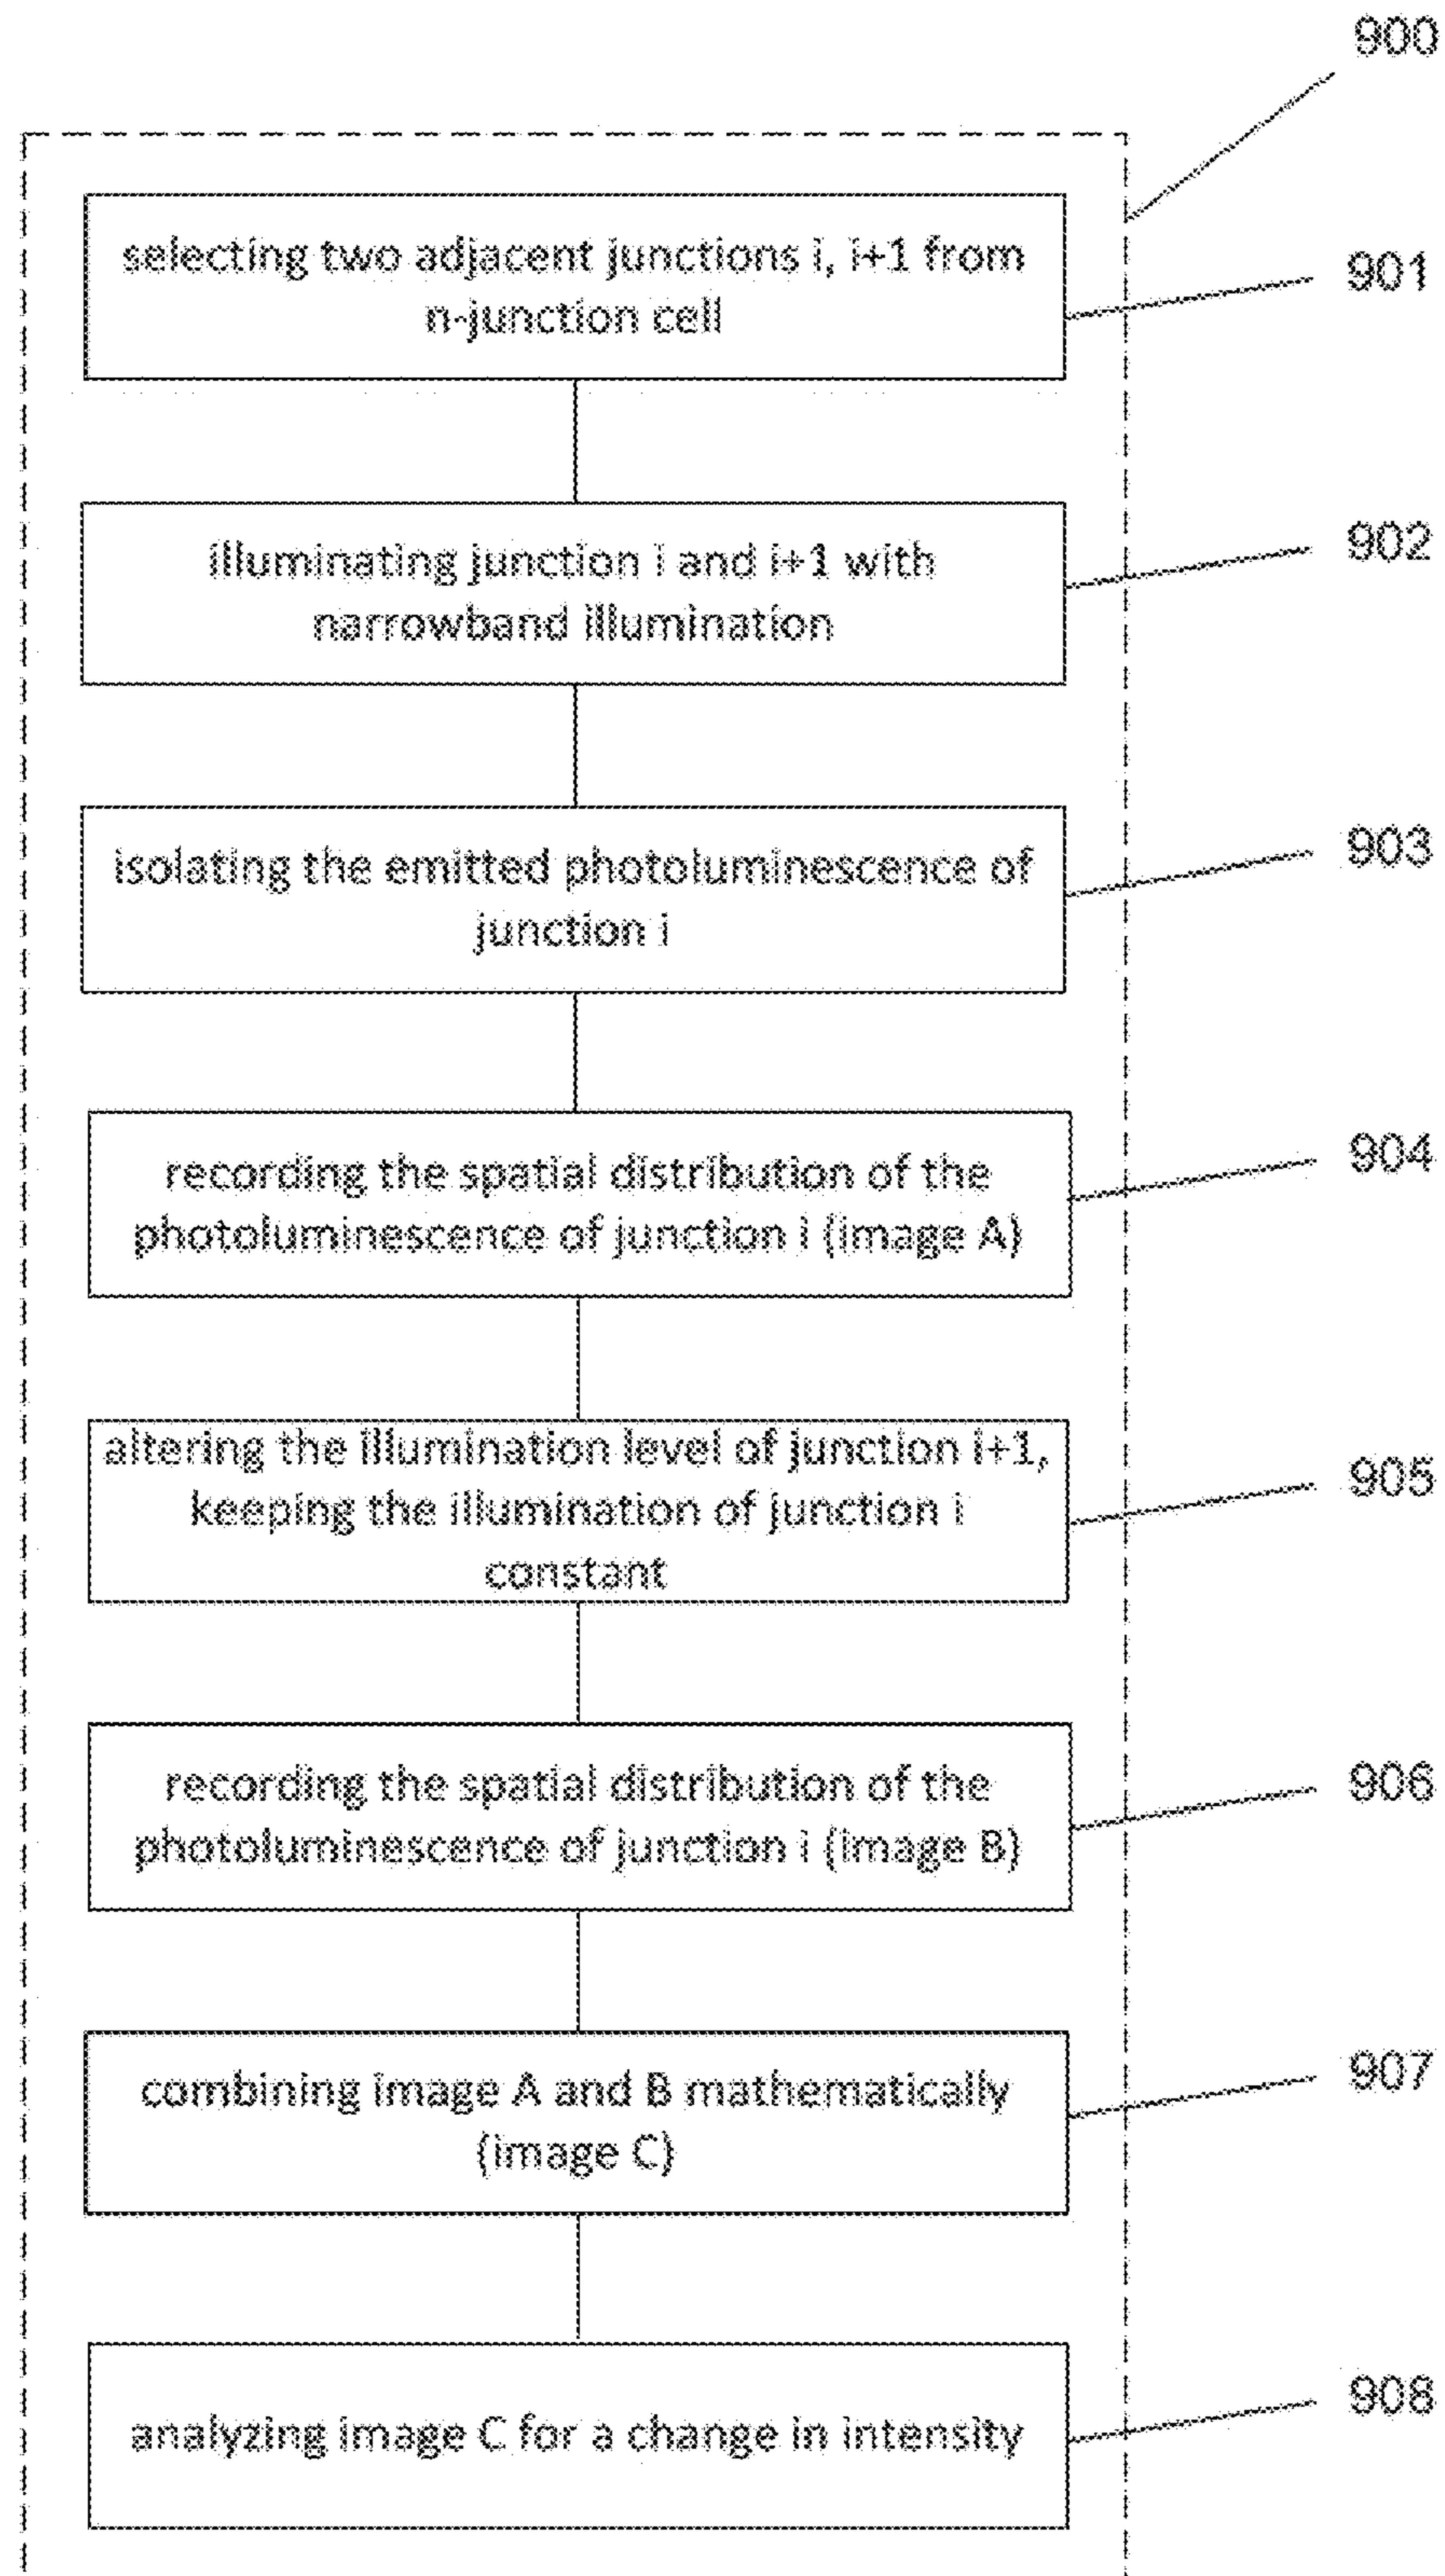 900
selecting two adjacent junctions i, i+1 from
n-junction cell
901
illuminating junction i and i+1 with
narrowband illumination
902
isolating the emitted photoluminescence of
junction i
903
recording the spatial distribution of the
photoluminescence of junction i (image A)
904
altering the illumination level of junction i+1,
keeping the illumination of junction i
constant
905
recording the spatial distribution of the
photoluminescence of junction i (image B)
906
combining image A and B mathematically
(image C)
907
analyzing image C for a change in intensity
908